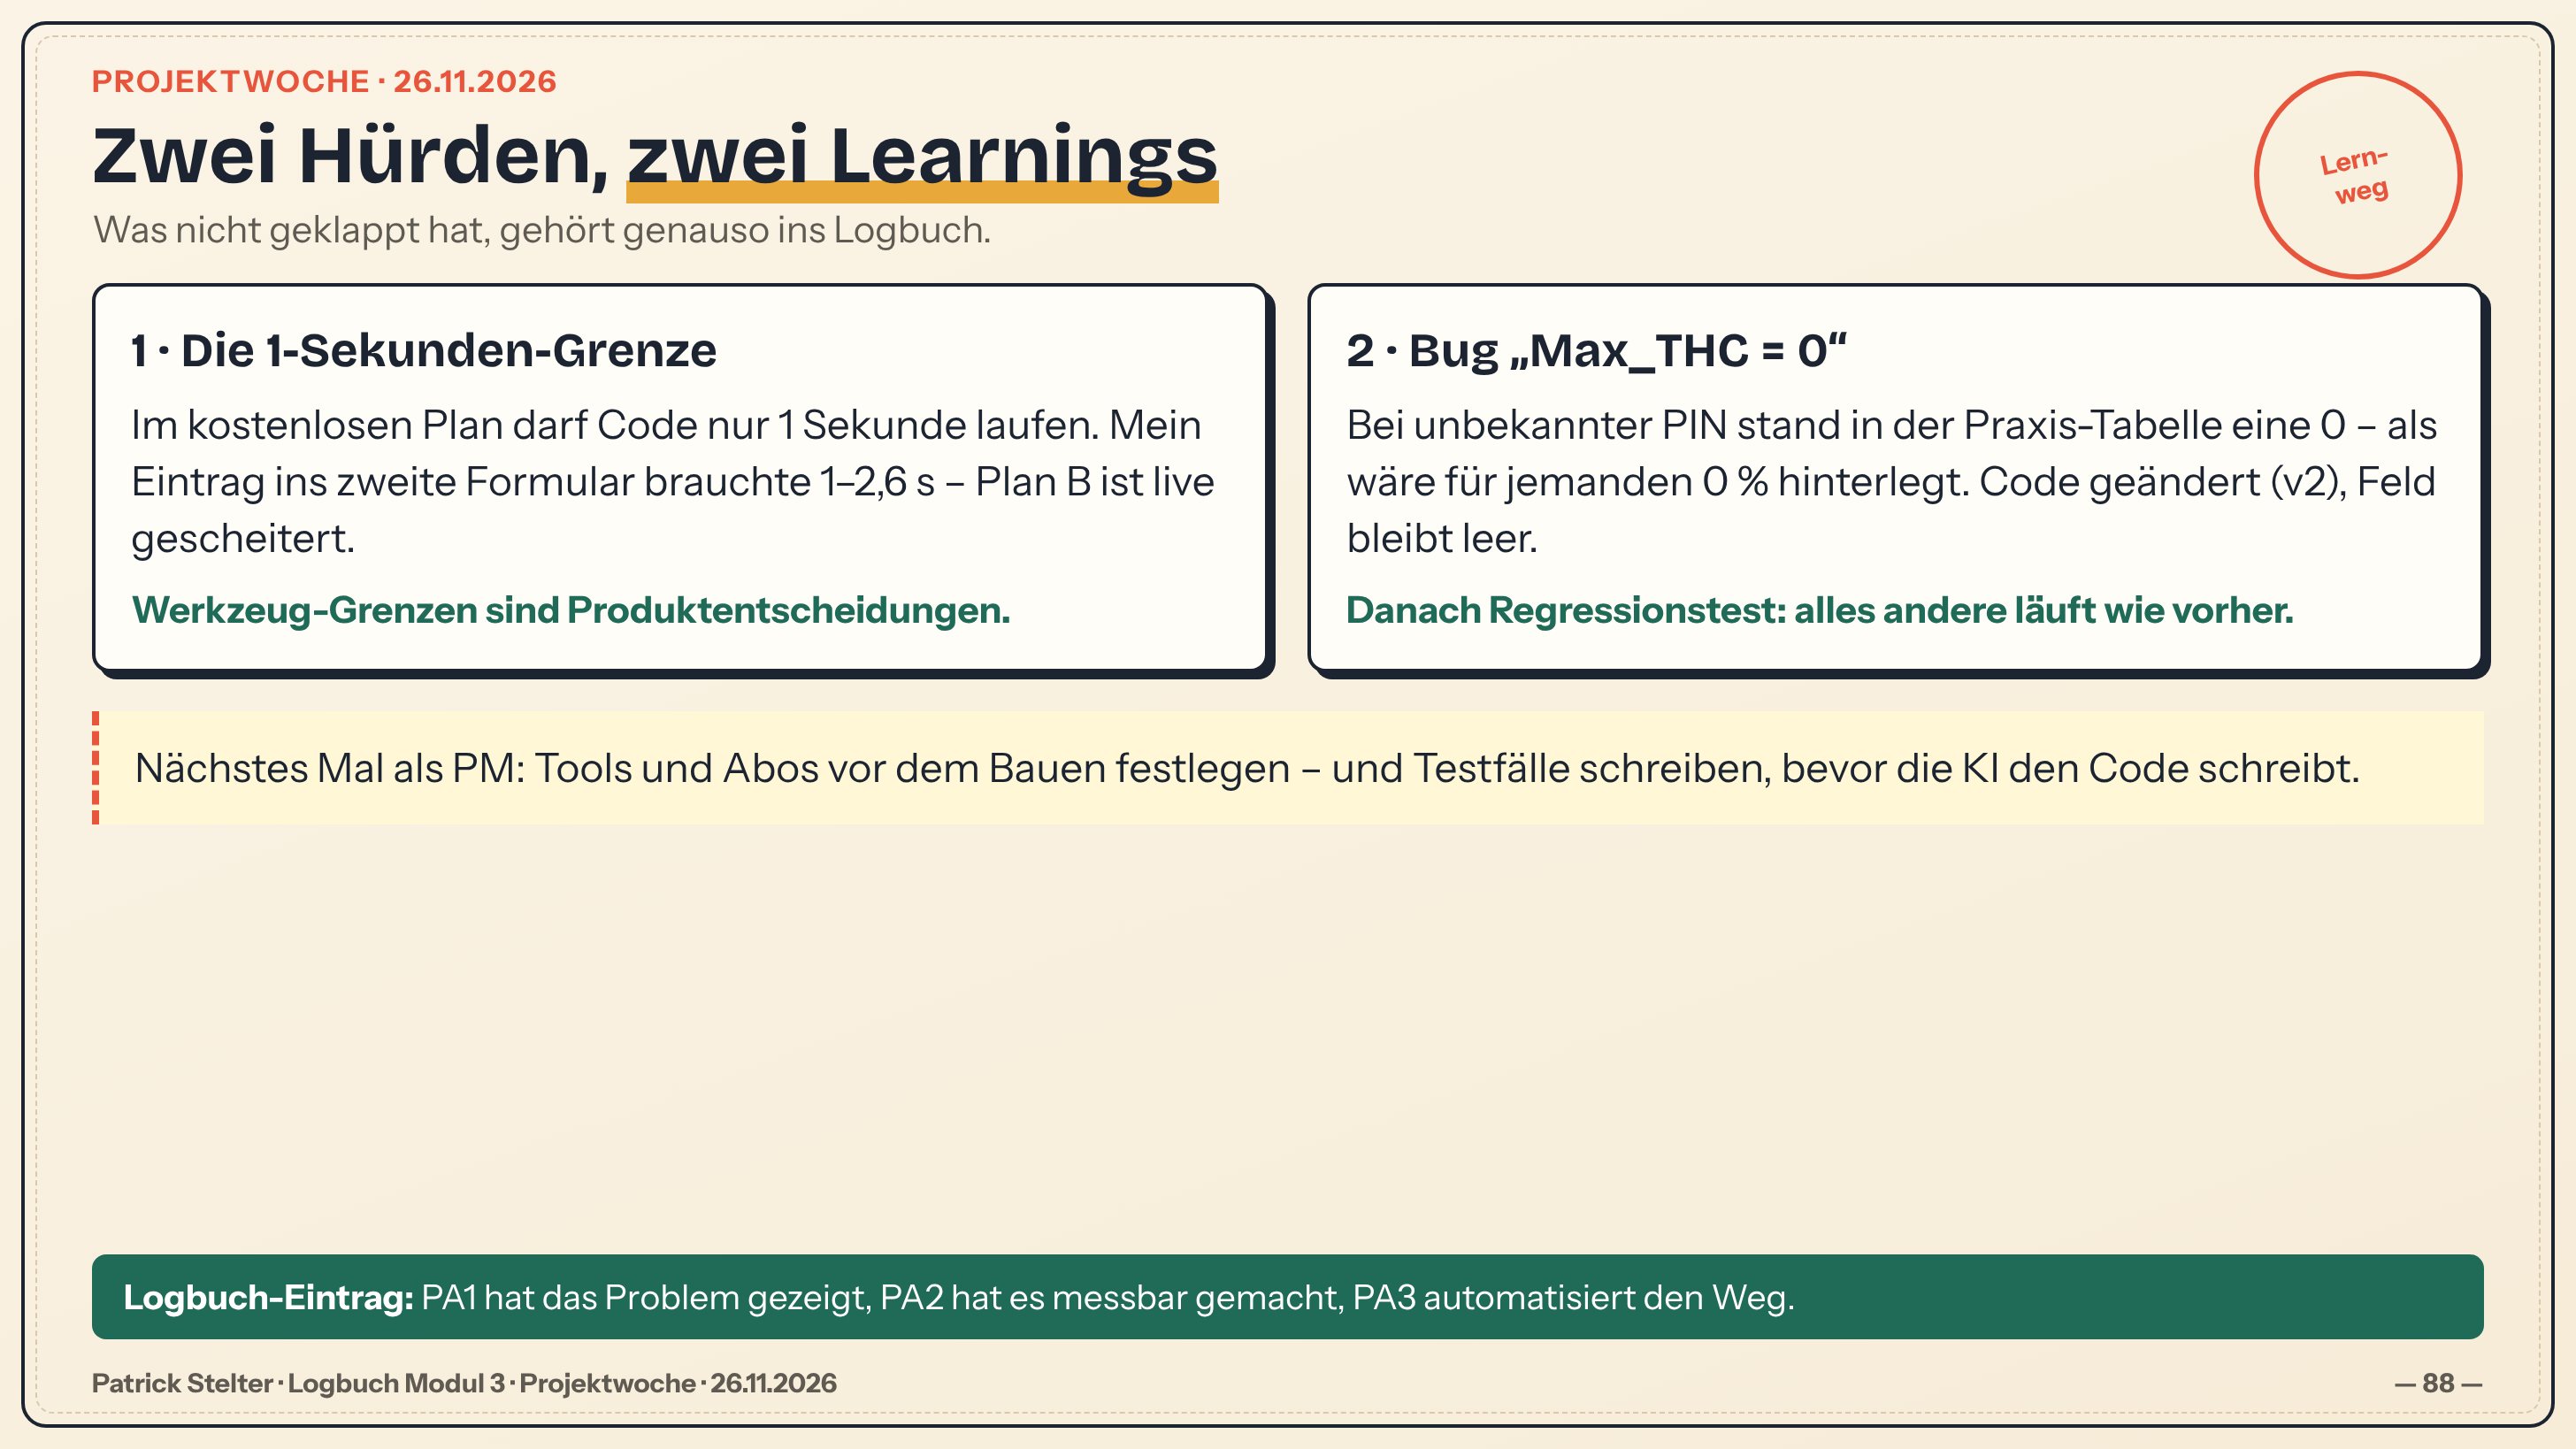 PROJEKTWOCHE · 26.11.2026
Zwei Hürden, zwei Learnings
Was nicht geklappt hat, gehört genauso ins Logbuch.
Lern-
weg
1 · Die 1-Sekunden-Grenze
Im kostenlosen Plan darf Code nur 1 Sekunde laufen. Mein
Eintrag ins zweite Formular brauchte 1–2,6 s – Plan B ist live
gescheitert.
Werkzeug-Grenzen sind Produktentscheidungen.
2 · Bug „Max_THC = 0“
Bei unbekannter PIN stand in der Praxis-Tabelle eine 0 – als
wäre für jemanden 0 % hinterlegt. Code geändert (v2), Feld
bleibt leer.
Danach Regressionstest: alles andere läuft wie vorher.
Nächstes Mal als PM: Tools und Abos vor dem Bauen festlegen – und Testfälle schreiben, bevor die KI den Code schreibt.
Logbuch-Eintrag: PA1 hat das Problem gezeigt, PA2 hat es messbar gemacht, PA3 automatisiert den Weg.
Patrick Stelter · Logbuch Modul 3 · Projektwoche · 26.11.2026
— 88 —